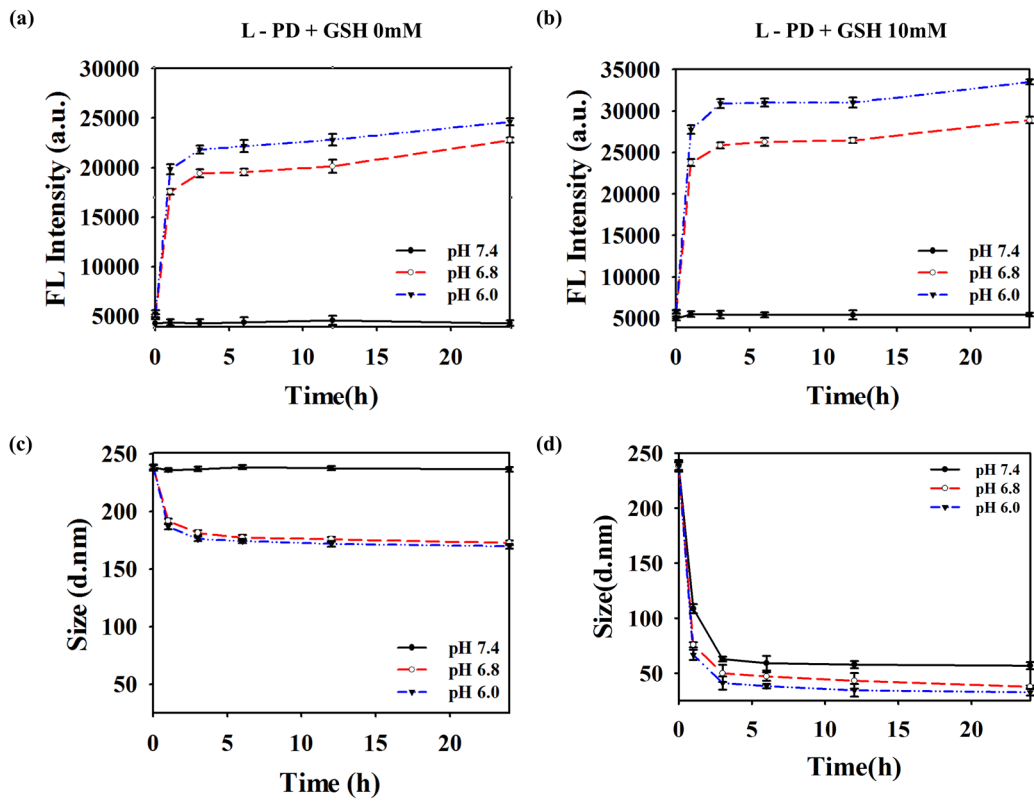 (a)
L - PD + GSH 0mM
30000
25000
20000
15000
10000
5000
FL Intensity (a.u.)
pH 7.4
pH 6.8
pH 6.0
0 5 10 15 20
Time(h)
(b)
L - PD + GSH 10mM
35000
30000
25000
20000
15000
10000
5000
FL Intensity (a.u.)
pH 7.4
pH 6.8
pH 6.0
0 5 10 15 20
Time(h)
(c)
250
200
150
100
50
Size (d.nm)
pH 7.4
pH 6.8
pH 6.0
0 5 10 15 20
Time (h)
(d)
250
200
150
100
50
Size(d.nm)
pH 7.4
pH 6.8
pH 6.0
0 5 10 15 20
Time(h)